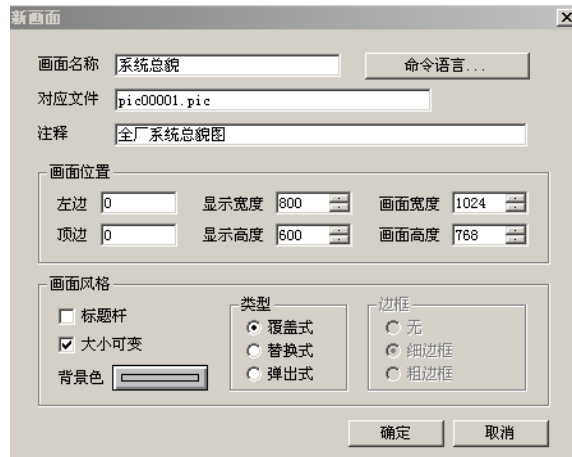 新画面
画面名称 系统总貌 命令语言...
对应文件 pic00001.pic
注释 全厂系统总貌图
画面位置
左边 0 显示宽度 800 画面宽度 1024
顶边 0 显示高度 600 画面高度 768
画面风格
标题杆
大小可变
背景色
类型
覆盖式
替换式
弹出式
边框
无
细边框
粗边框
确定 取消